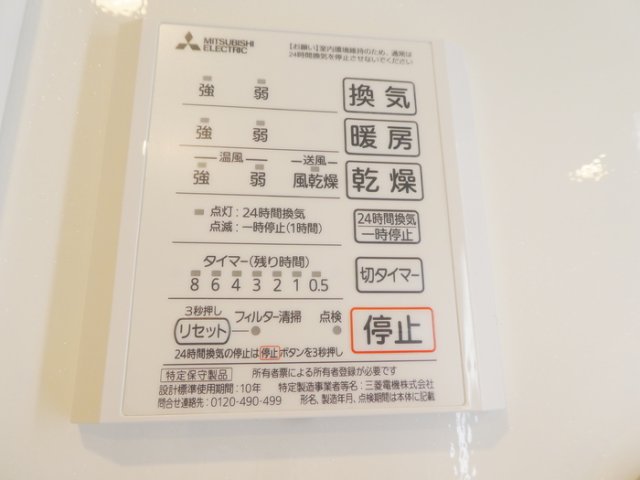 MITSUBISHI
ELECTRIC
【お願い】室内環境維持のため、通常は
24時間換気を停止させないでください
強 弱 換気
強 弱 暖房
温風 送風
強 弱 風乾燥 乾燥
点灯:24時間換気
点滅:一時停止(1時間)
24時間換気
一時停止
タイマー(残り時間)
8 6 4 3 2 1 0.5
切タイマー
3秒押し
リセット フィルター清掃 点検
停止
24時間換気の停止は停止ボタンを3秒押し
特定保守製品 所有者票による所有者登録が必要です
設計標準使用期間:10年 特定製造事業者等名:三菱電機株式会社
問合せ連絡先:0120-490-499 形名、製造年月、点検期間は本体に記載